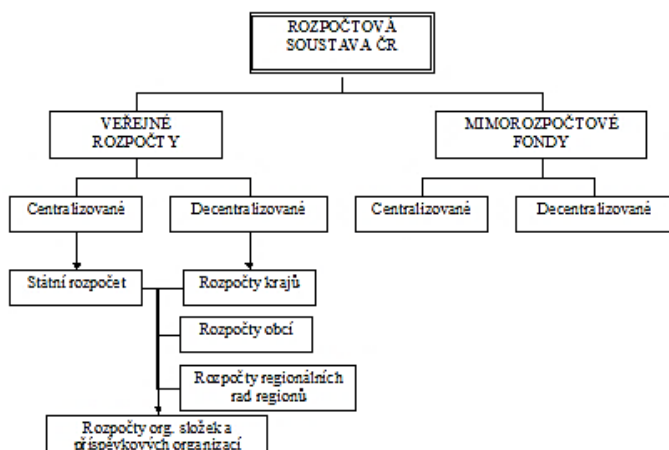 ROZPOČTOVÁ
SOUSTAVA ČR
VEŘEJNÉ
ROZPOČTY
MIMOROZPOČTOVÉ
FONDY
Centralizované
Decentralizované
Centralizované
Decentralizované
Státní rozpočet
Rozpočty krajů
Rozpočty obcí
Rozpočty regionálních
rad regionů
Rozpočty org. složek a
příspěvkových organizací